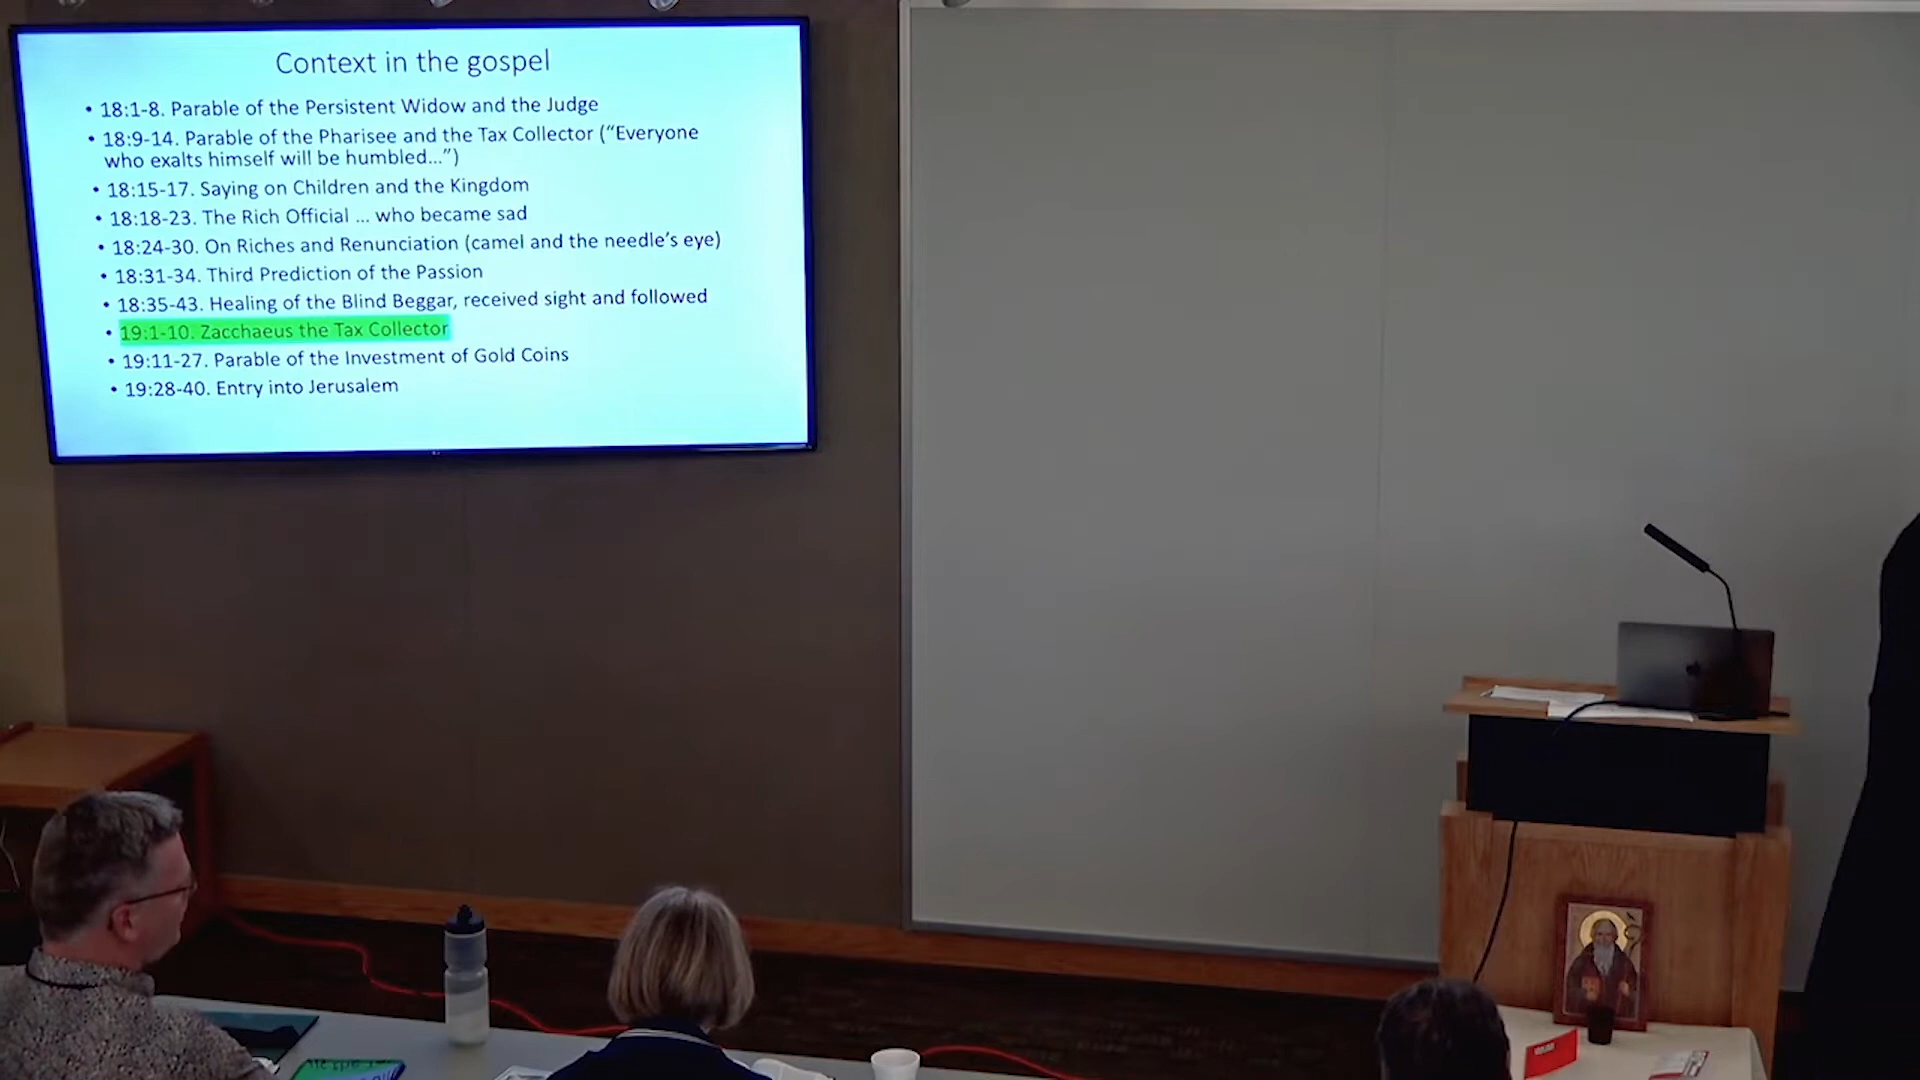 Context in the gospel
• 18:1-8. Parable of the Persistent Widow and the Judge
• 18:9-14. Parable of the Pharisee and the Tax Collector (“Everyone
who exalts himself will be humbled...”)
• 18:15-17. Saying on Children and the Kingdom
• 18:18-23. The Rich Official ... who became sad
• 18:24-30. On Riches and Renunciation (camel and the needle’s eye)
• 18:31-34. Third Prediction of the Passion
• 18:35-43. Healing of the Blind Beggar, received sight and followed
• 19:1-10. Zacchaeus the Tax Collector
• 19:11-27. Parable of the Investment of Gold Coins
• 19:28-40. Entry into Jerusalem